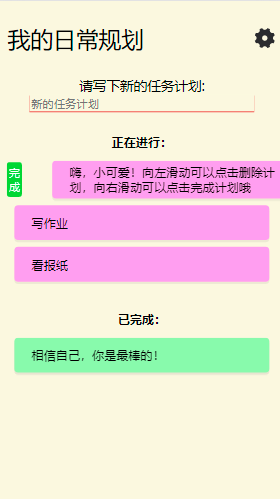 我的日常规划
请写下新的任务计划:
新的任务计划
正在进行：
完
成
嗨，小可爱！向左滑动可以点击删除计
划，向右滑动可以点击完成计划哦
写作业
看报纸
已完成：
相信自己，你是最棒的！